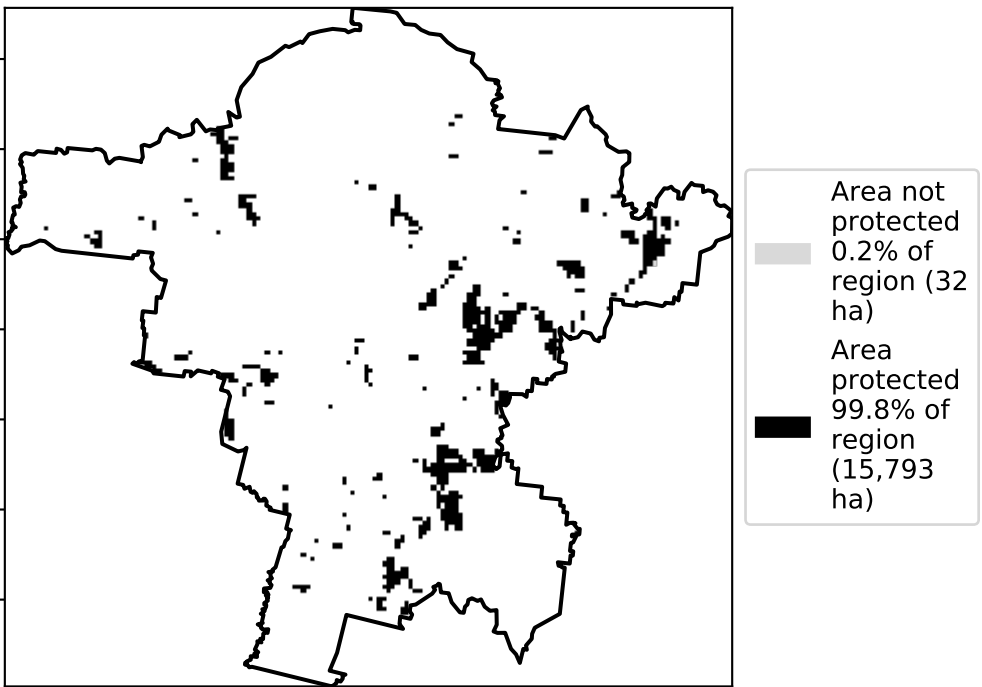 Area not
protected
0.2% of
region (32
ha)
Area
protected
99.8% of
region
(15,793
ha)